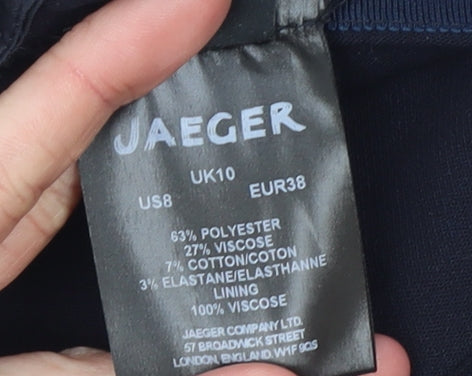 JAEGER
UK10
US8 EUR38
63% POLYESTER
27% VISCOSE
7% COTTON/COTTON
3% ELASTANE/ELASTHANNE
LINING
100% VISCOSE
JAEGER COMPANY LTD.
57 BROADWICK STREET
LONDON, ENGLAND, W1F 9QS